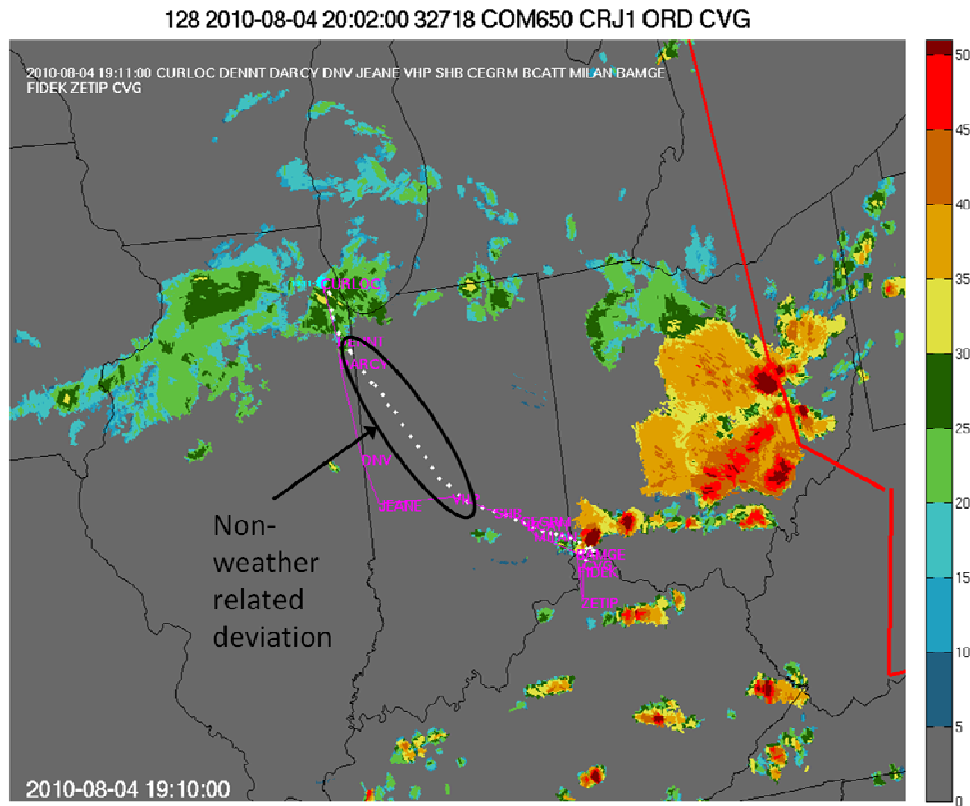 128 2010-08-04 20:02:00 32718 COM650 CRJ1 ORD CVG
2010-08-04 19:11:00 CURLOC DENNT DARCY DNV JEANE VHP SHB CEGRM BCATT MILAN BAMGE
FIDEK ZETIP CVG
50
45
40
35
30
25
20
15
10
5
0
CURLOC
DNV
JEANE
ZETIP
Non-
weather
related
deviation
2010-08-04 19:10:00